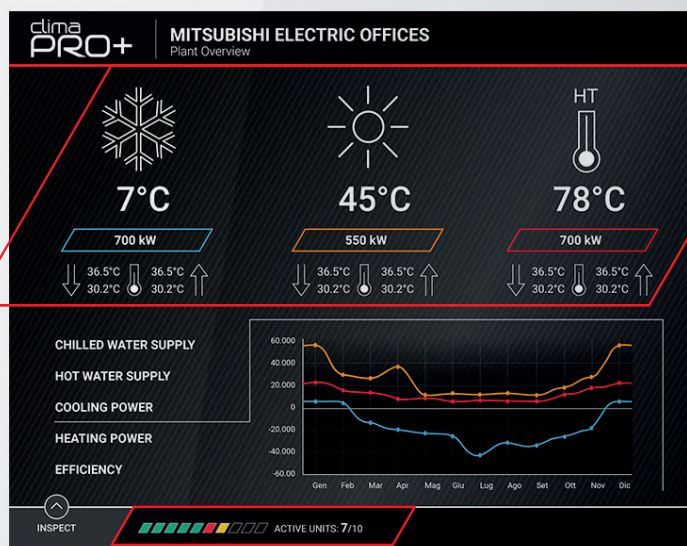 clima
PRO+
MITSUBISHI ELECTRIC OFFICES
Plant Overview
HT
7°C
45°C
78°C
700 kW
550 kW
700 kW
36.5°C 36.5°C
30.2°C 30.2°C
36.5°C 36.5°C
30.2°C 30.2°C
36.5°C 36.5°C
30.2°C 30.2°C
CHILLED WATER SUPPLY
HOT WATER SUPPLY
COOLING POWER
HEATING POWER
EFFICIENCY
60.000
40.000
20.000
0
-20.000
-40.000
-60.00
Gen Feb Mar Apr Mag Giu Lug Ago Set Ott Nov Dic
INSPECT
ACTIVE UNITS: 7/10